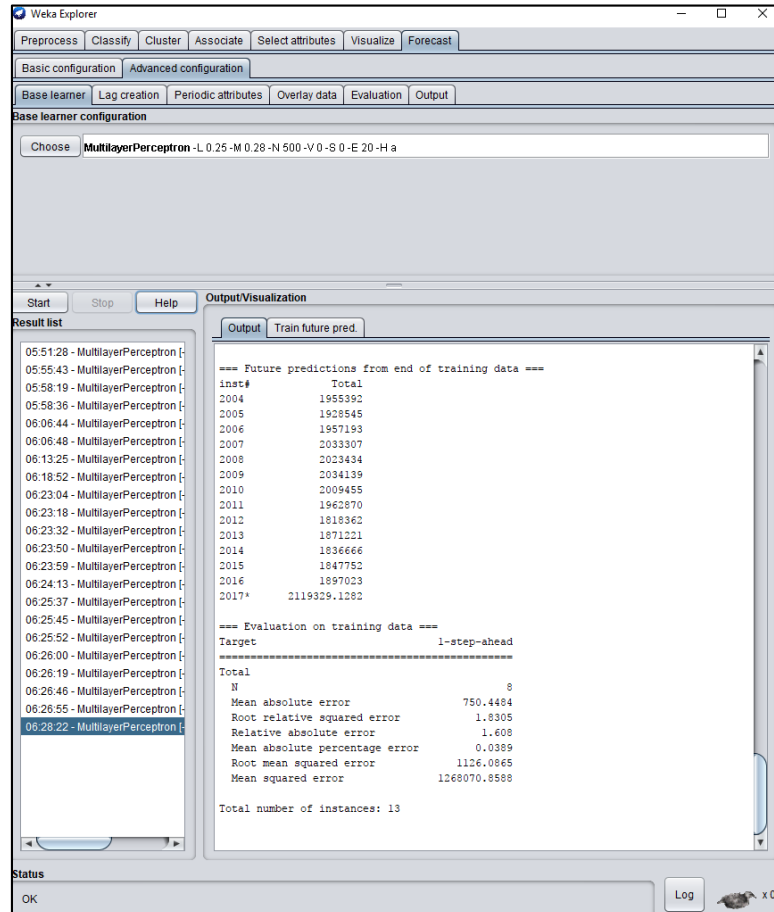 Weka Explorer
Preprocess Classify Cluster Associate Select attributes Visualize Forecast
Basic configuration Advanced configuration
Base learner Lag creation Periodic attributes Overlay data Evaluation Output
Base learner configuration
Choose MultilayerPerceptron -L 0.25 -M 0.28 -N 500 -V 0 -S 0 -E 20 -H a
Start Stop Help
Result list
05:51:28 - MultilayerPerceptron [-
05:55:43 - MultilayerPerceptron [-
05:58:19 - MultilayerPerceptron [-
05:58:36 - MultilayerPerceptron [-
06:06:44 - MultilayerPerceptron [-
06:06:48 - MultilayerPerceptron [-
06:13:25 - MultilayerPerceptron [-
06:18:52 - MultilayerPerceptron [-
06:23:04 - MultilayerPerceptron [-
06:23:18 - MultilayerPerceptron [-
06:23:32 - MultilayerPerceptron [-
06:23:50 - MultilayerPerceptron [-
06:23:59 - MultilayerPerceptron [-
06:24:13 - MultilayerPerceptron [-
06:25:37 - MultilayerPerceptron [-
06:25:45 - MultilayerPerceptron [-
06:25:52 - MultilayerPerceptron [-
06:26:00 - MultilayerPerceptron [-
06:26:19 - MultilayerPerceptron [-
06:26:46 - MultilayerPerceptron [-
06:26:55 - MultilayerPerceptron [-
06:28:22 - MultilayerPerceptron [-
Output/Visualization
Output Train future pred.
=== Future predictions from end of training data ===
inst# Total
2004 1955392
2005 1928545
2006 1957193
2007 2033307
2008 2023434
2009 2034139
2010 2009455
2011 1962870
2012 1818362
2013 1871221
2014 1836666
2015 1847752
2016 1897023
2017* 2119329.1282
=== Evaluation on training data ===
Target 1-step-ahead
=============================================
Total
N 8
Mean absolute error 750.4484
Root relative squared error 1.8305
Relative absolute error 1.608
Mean absolute percentage error 0.0389
Root mean squared error 1126.0865
Mean squared error 1268070.8588
Total number of instances: 13
Status
OK
Log
x 0